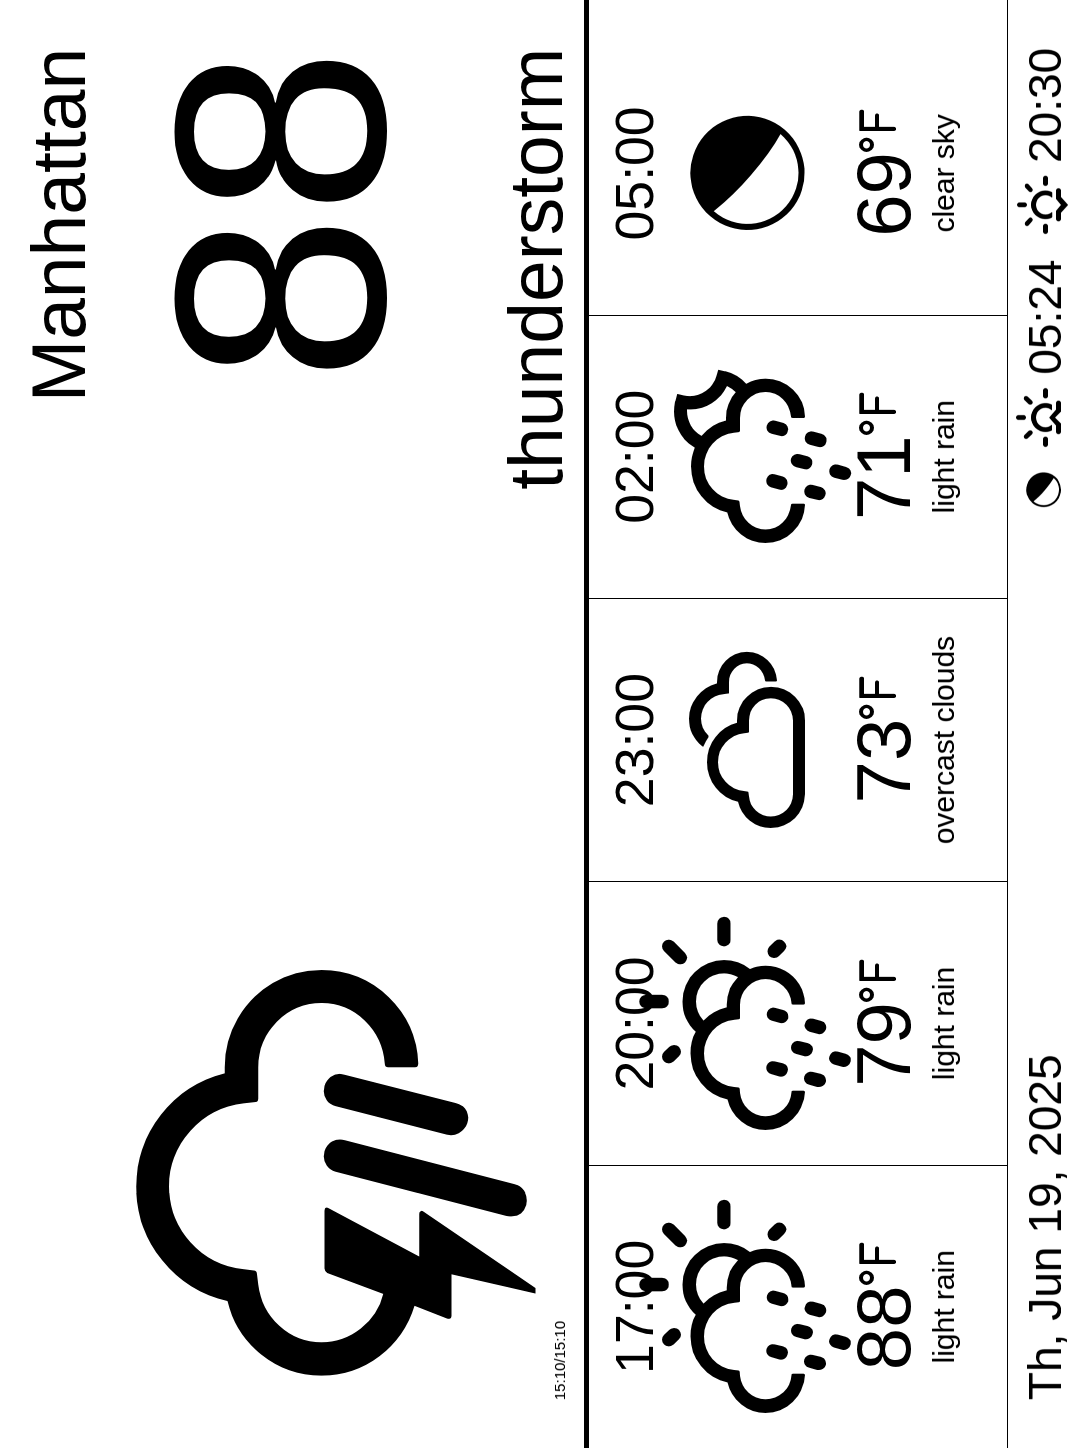 Manhattan
88
thunderstorm
15:10/15:10
17:00 20:00 23:00 02:00 05:00
88°F 79°F 73°F 71°F 69°F
light rain light rain overcast clouds light rain clear sky
Th, Jun 19, 2025 05:24 20:30